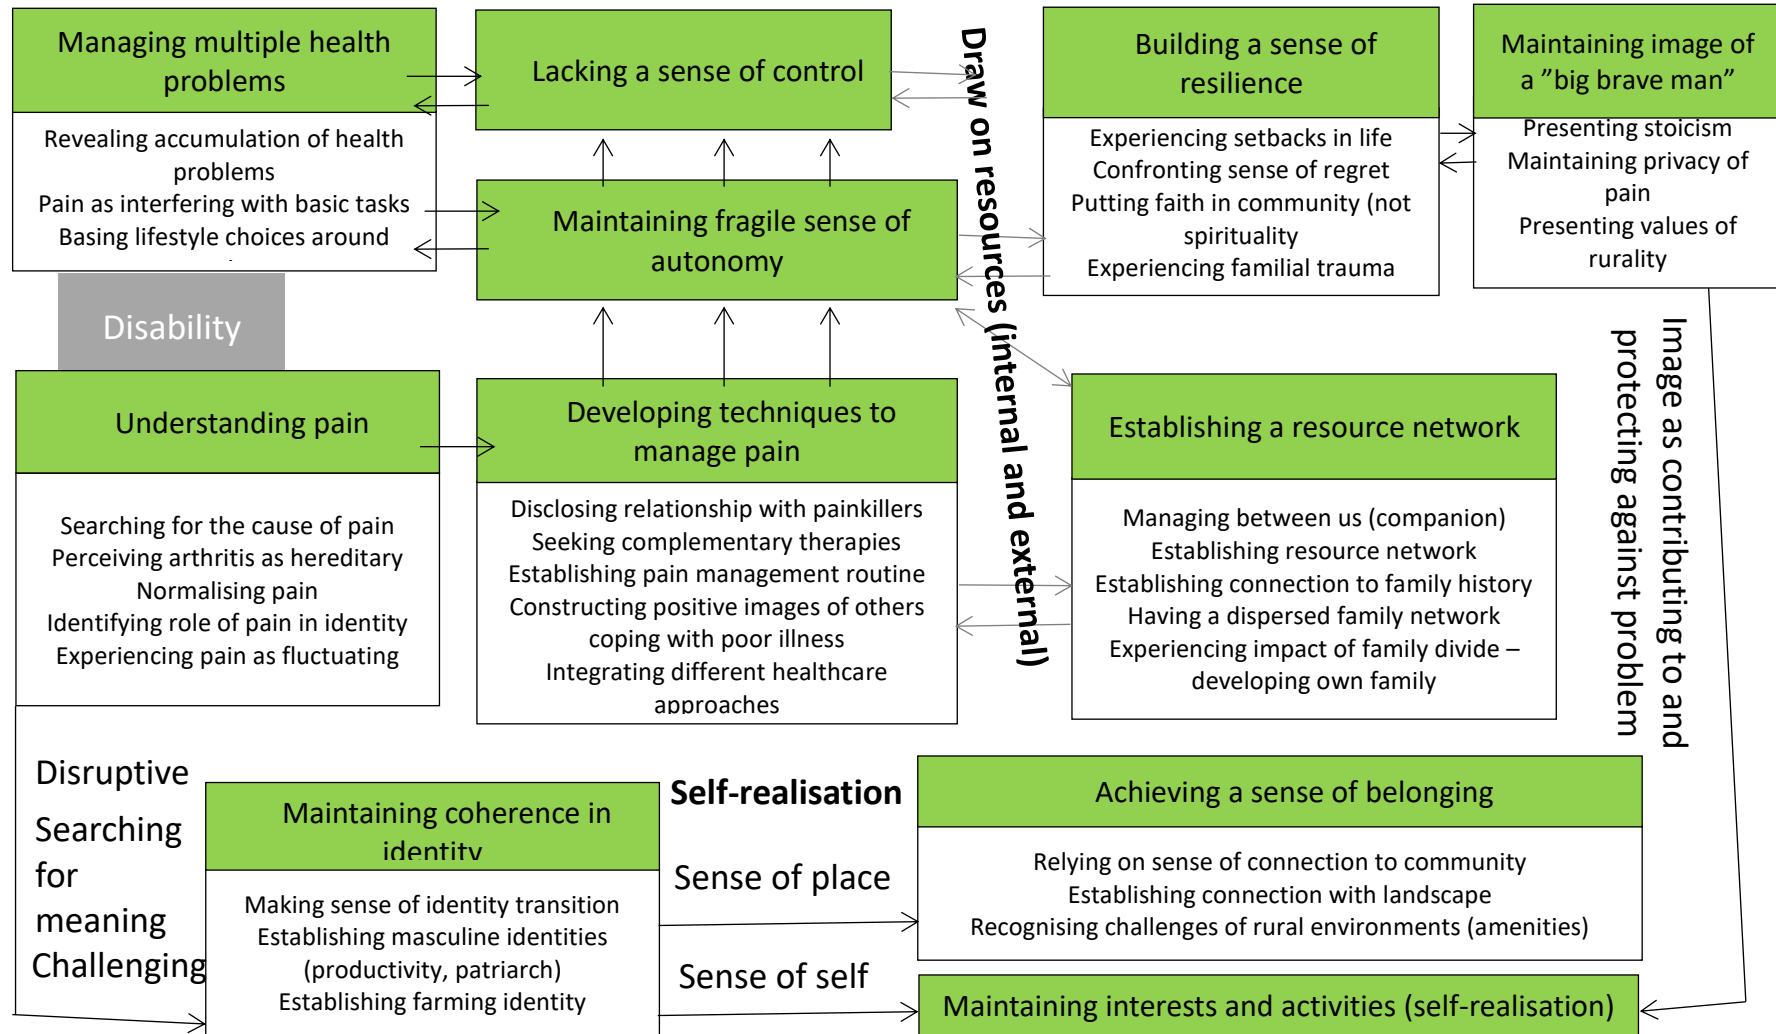 Managing multiple health
problems
Revealing accumulation of health
problems
Pain as interfering with basic tasks
Basing lifestyle choices around
Lacking a sense of control
Maintaining fragile sense of
autonomy
Draw on resources (internal and external)
Building a sense of
resilience
Experiencing setbacks in life
Confronting sense of regret
Putting faith in community (not
spirituality
Experiencing familial trauma
Maintaining image of
a ”big brave man”
Presenting stoicism
Maintaining privacy of
pain
Presenting values of
rurality
Disability
Understanding pain
Searching for the cause of pain
Perceiving arthritis as hereditary
Normalising pain
Identifying role of pain in identity
Experiencing pain as fluctuating
Developing techniques to
manage pain
Disclosing relationship with painkillers
Seeking complementary therapies
Establishing pain management routine
Constructing positive images of others
coping with poor illness
Integrating different healthcare
approaches
Establishing a resource network
Managing between us (companion)
Establishing resource network
Establishing connection to family history
Having a dispersed family network
Experiencing impact of family divide –
developing own family
Image as contributing to and
protecting against problem
Disruptive
Searching
for
meaning
Challenging
Maintaining coherence in
identity
Making sense of identity transition
Establishing masculine identities
(productivity, patriarch)
Establishing farming identity
Self-realisation
Sense of place
Sense of self
Achieving a sense of belonging
Relying on sense of connection to community
Establishing connection with landscape
Recognising challenges of rural environments (amenities)
Maintaining interests and activities (self-realisation)